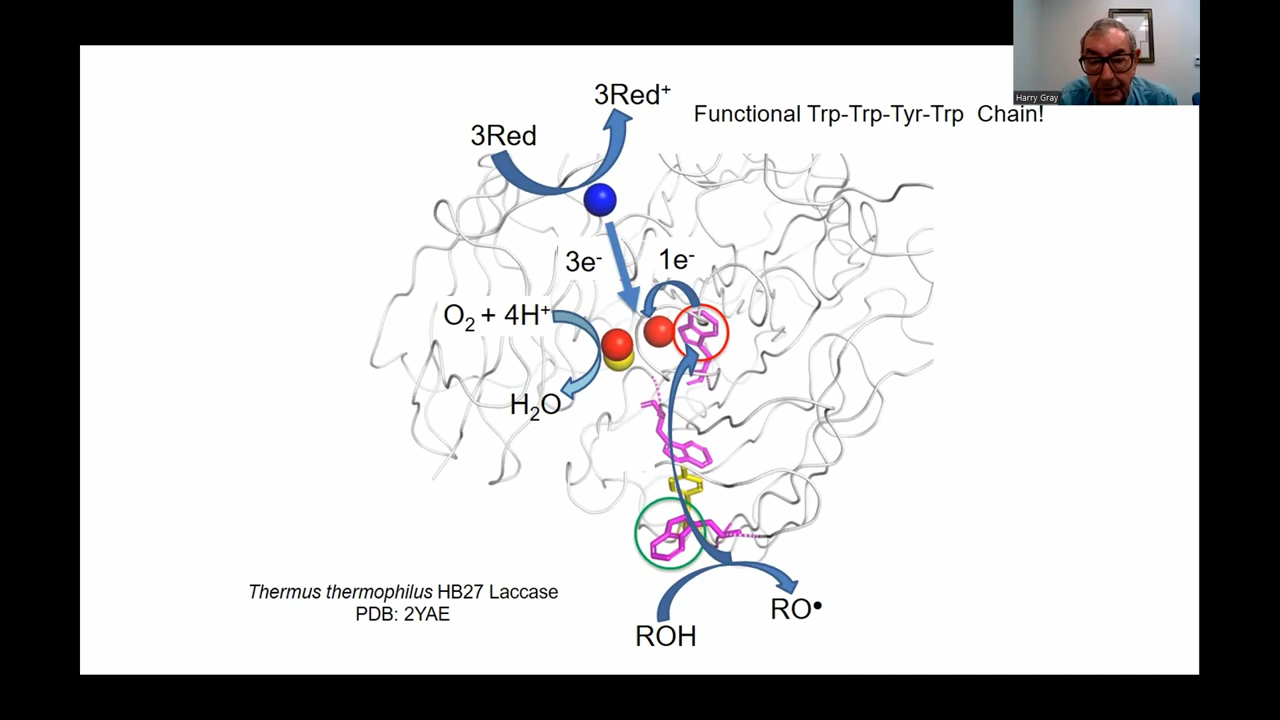 Harry Gray
3Red⁺
Functional Trp-Trp-Tyr-Trp Chain!
3Red
3e⁻
1e⁻
O₂ + 4H⁺
H₂O
Thermus thermophilus HB27 Laccase
PDB: 2YAE
RO•
ROH